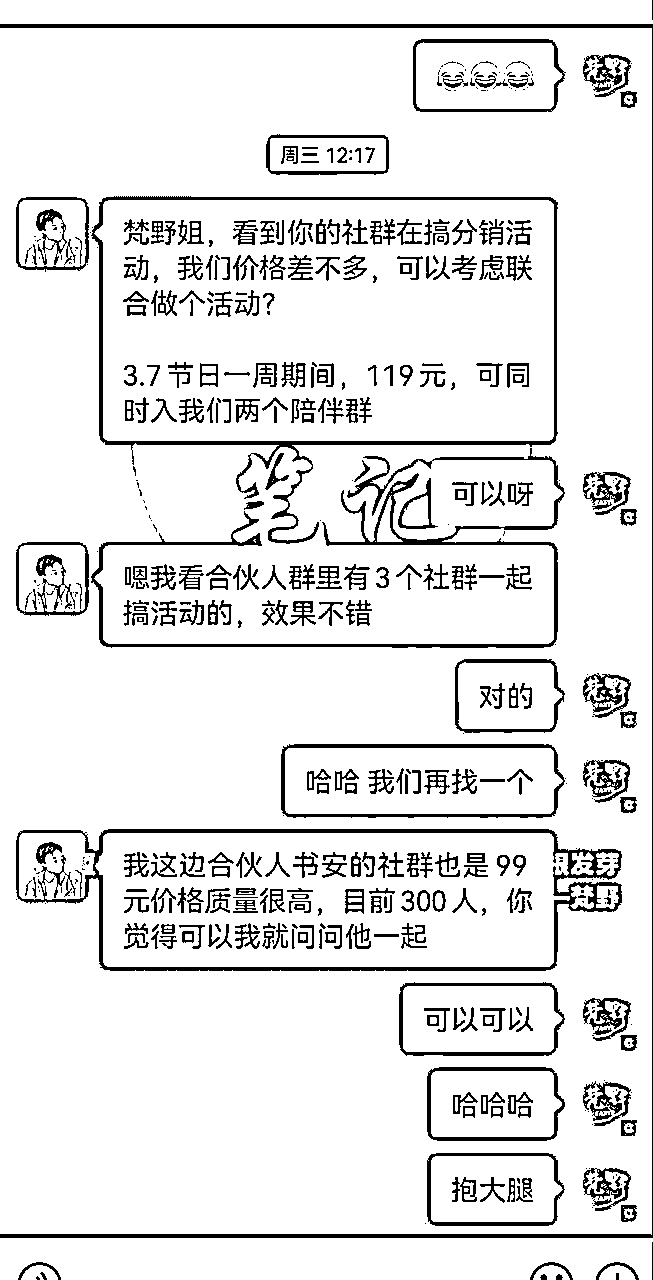 周三 12:17
梵野姐，看到你的社群在搞分销活
动，我们价格差不多，可以考虑联
合做个活动？
3.7 节日一周期间，119 元，可同
时入我们两个陪伴群
笔记
可以呀
嗯我看合伙人群里有 3 个社群一起
搞活动的，效果不错
对的
哈哈 我们再找一个
我这边合伙人书安的社群也是 99
元价格质量很高，目前 300 人，你
觉得可以我就问问他一起
发芽
梵野
可以可以
哈哈哈
抱大腿